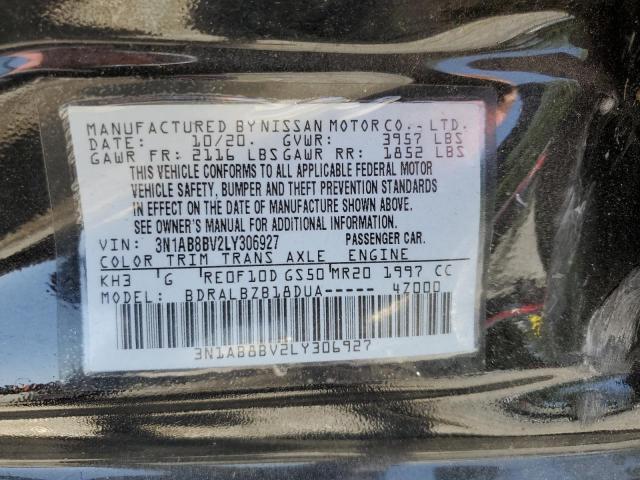 MANUFACTURED BY NISSAN MOTOR CO., LTD.
DATE: 10/20. GVWR: 3957 LBS
GAWR FR: 2116 LBS GAWR RR: 1852 LBS
THIS VEHICLE CONFORMS TO ALL APPLICABLE FEDERAL MOTOR
VEHICLE SAFETY, BUMPER AND THEFT PREVENTION STANDARDS
IN EFFECT ON THE DATE OF MANUFACTURE SHOWN ABOVE.
SEE OWNER'S MANUAL FOR ADDITIONAL INFORMATION.
VIN: 3N1AB8BV2LY306927 PASSENGER CAR.
COLOR TRIM TRANS AXLE ENGINE
KH3 G RE0F10D GS50 MR20 1997 CC
MODEL: BDRALBZB18DUA----- 47000
3N1AB8BV2LY306927